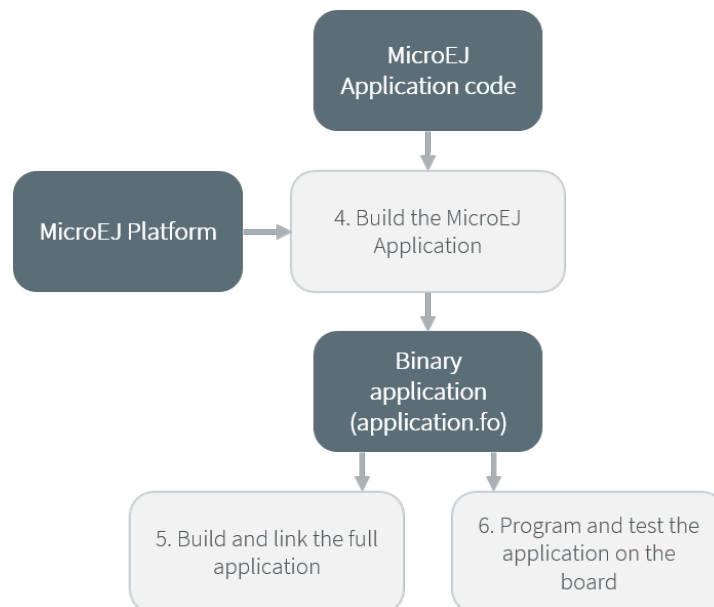 MicroEJ
Application code
MicroEJ Platform
4. Build the MicroEJ
Application
Binary
application
(application.fo)
5. Build and link the full
application
6. Program and test the
application on the
board